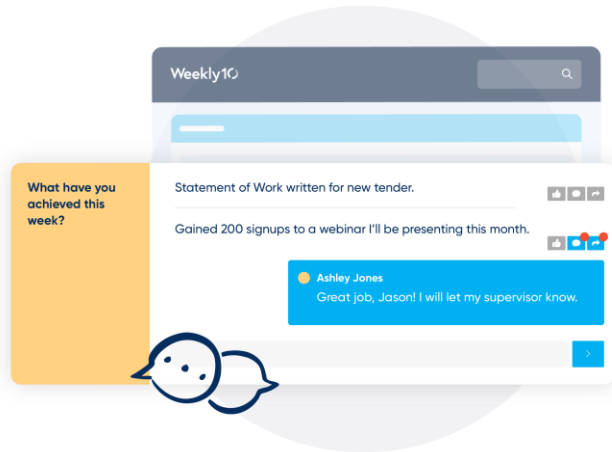 Weekly10
What have you
achieved this
week?
Statement of Work written for new tender.
Gained 200 signups to a webinar I'll be presenting this month.
Ashley Jones
Great job, Jason! I will let my supervisor know.